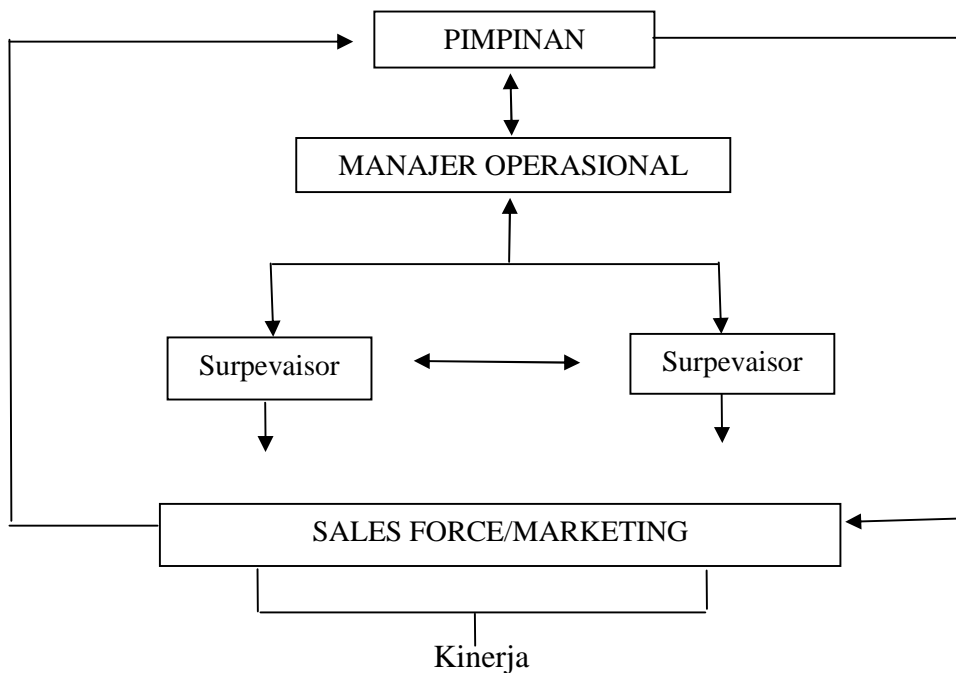 PIMPINAN
MANAJER OPERASIONAL
Surpevaisor
Surpevaisor
SALES FORCE/MARKETING
Kinerja